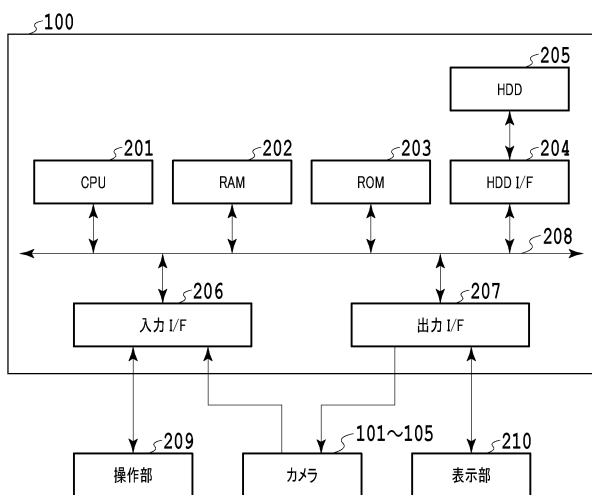 100
205
HDD
201
202
203
204
CPU
RAM
ROM
HDD I/F
208
206
207
入力 I/F
出力 I/F
209
101～105
210
操作部
カメラ
表示部